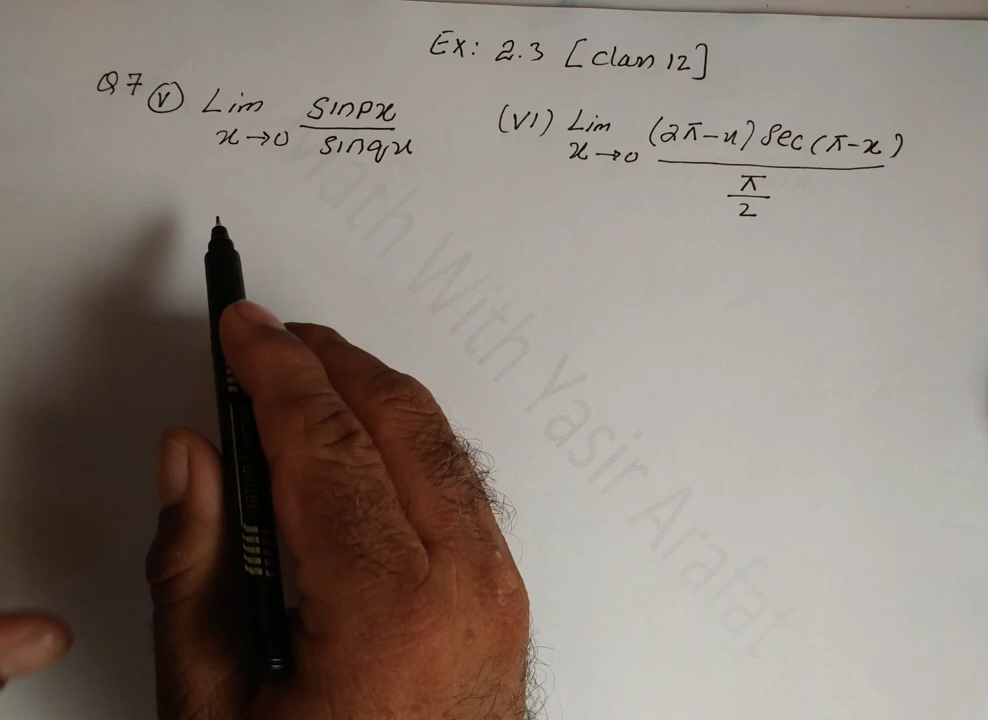 Ex: 2.3 [Class 12]
Q7 (V) Lim x→0 sinpx / sinqx
(VI) Lim x→0 (2π-x) Sec(π-x) / π/2
Math With Yasir Arafat